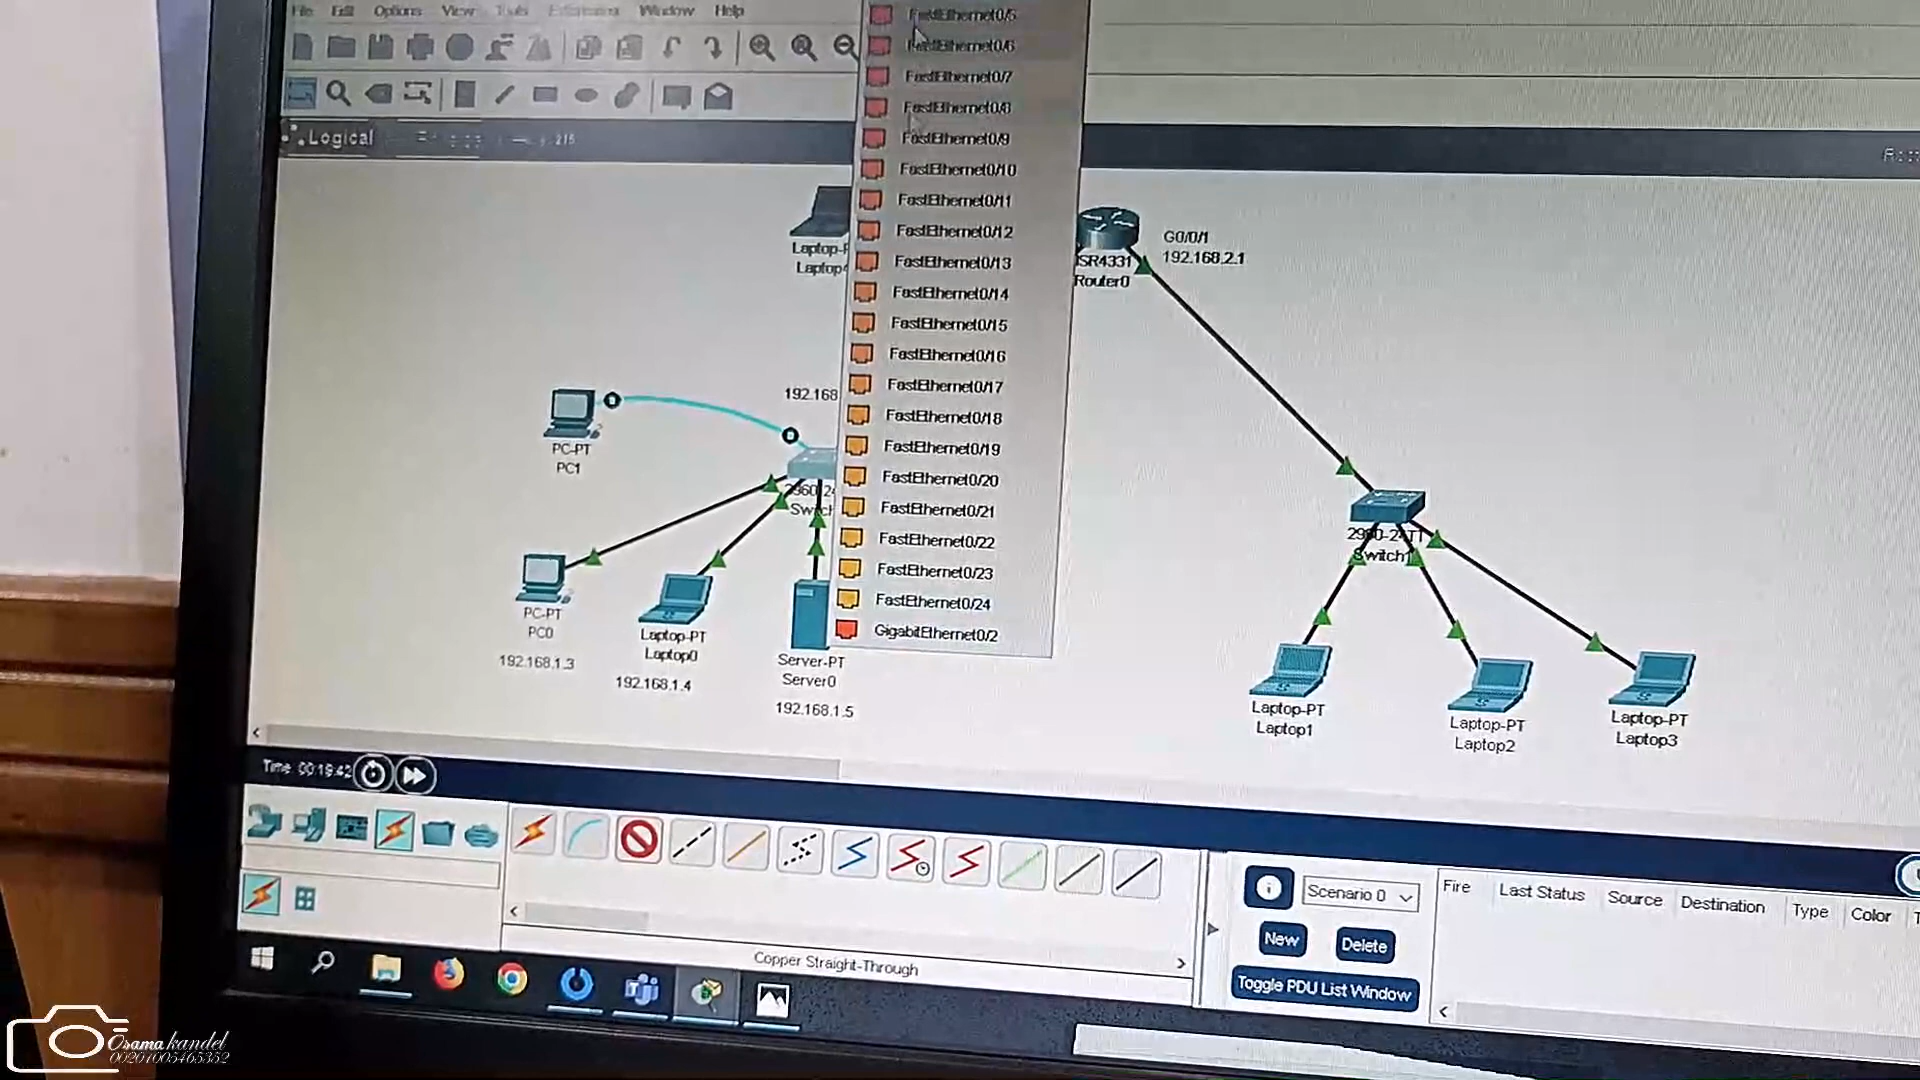 File Edit Options View Tools Extensions Window Help
Logical
FastEthernet0/5
FastEthernet0/6
FastEthernet0/7
FastEthernet0/8
FastEthernet0/9
FastEthernet0/10
FastEthernet0/11
FastEthernet0/12
FastEthernet0/13
FastEthernet0/14
FastEthernet0/15
FastEthernet0/16
FastEthernet0/17
FastEthernet0/18
FastEthernet0/19
FastEthernet0/20
FastEthernet0/21
FastEthernet0/22
FastEthernet0/23
FastEthernet0/24
GigabitEthernet0/2
G0/0/1
192.168.2.1
ISR4331
Router0
192.168
PC-PT
PC1
PC-PT
PC0
192.168.1.3
Laptop-PT
Laptop0
192.168.1.4
Server-PT
Server0
192.168.1.5
2960-24TT
Switch1
Laptop-PT
Laptop1
Laptop-PT
Laptop2
Laptop-PT
Laptop3
Time 00:19:42
Copper Straight-Through
Scenario 0
New
Delete
Toggle PDU List Window
Fire Last Status Source Destination Type Color
Osama kandel
00201005465352